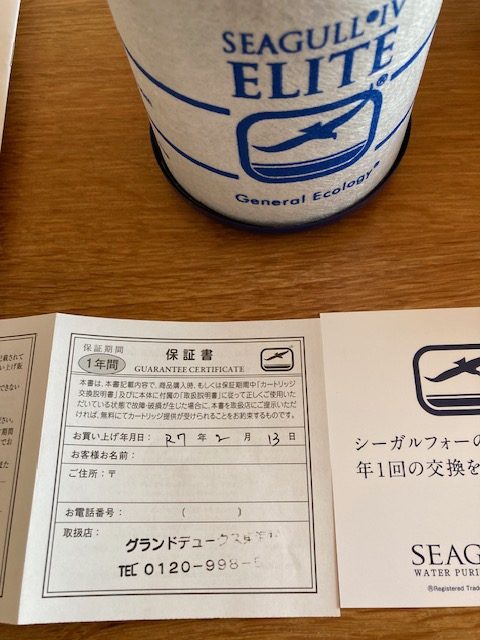 SEAGULL•IV
ELITE
®
General Ecology®
保証期間
1年間
保証書
GUARANTEE CERTIFICATE
本書は、本書記載内容で、商品購入時、もしくは保証期間中「カートリッジ
交換説明書」及びに本体に付属の「取扱説明書」に従って正しくご使用いた
だいている状態で故障・破損が生じた場合に、本書を取扱店にご提示いただ
ければ、無料にてカートリッジ提供が受けられることをお約束するものです。
お買い上げ年月日: R7 年 2 月 13 日
お客様お名前:
ご住所:〒
お電話番号: ( )
取扱店:
グランドデュークス
TEL 0120-998-
シーガルフォーの
年1回の交換を
SEAGU
WATER PURI
®Registered Trade